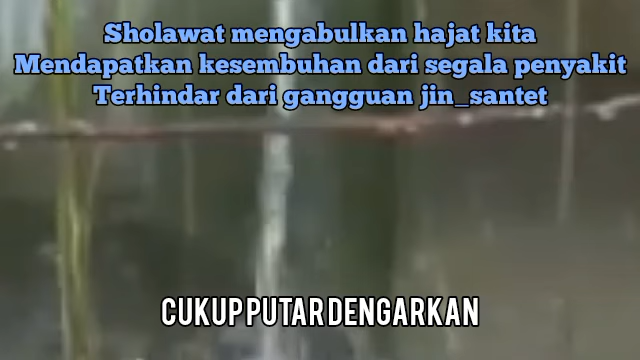 Sholawat mengabulkan hajat kita
Mendapatkan kesembuhan dari segala penyakit
Terhindar dari gangguan jin_santet
CUKUP PUTAR DENGARKAN